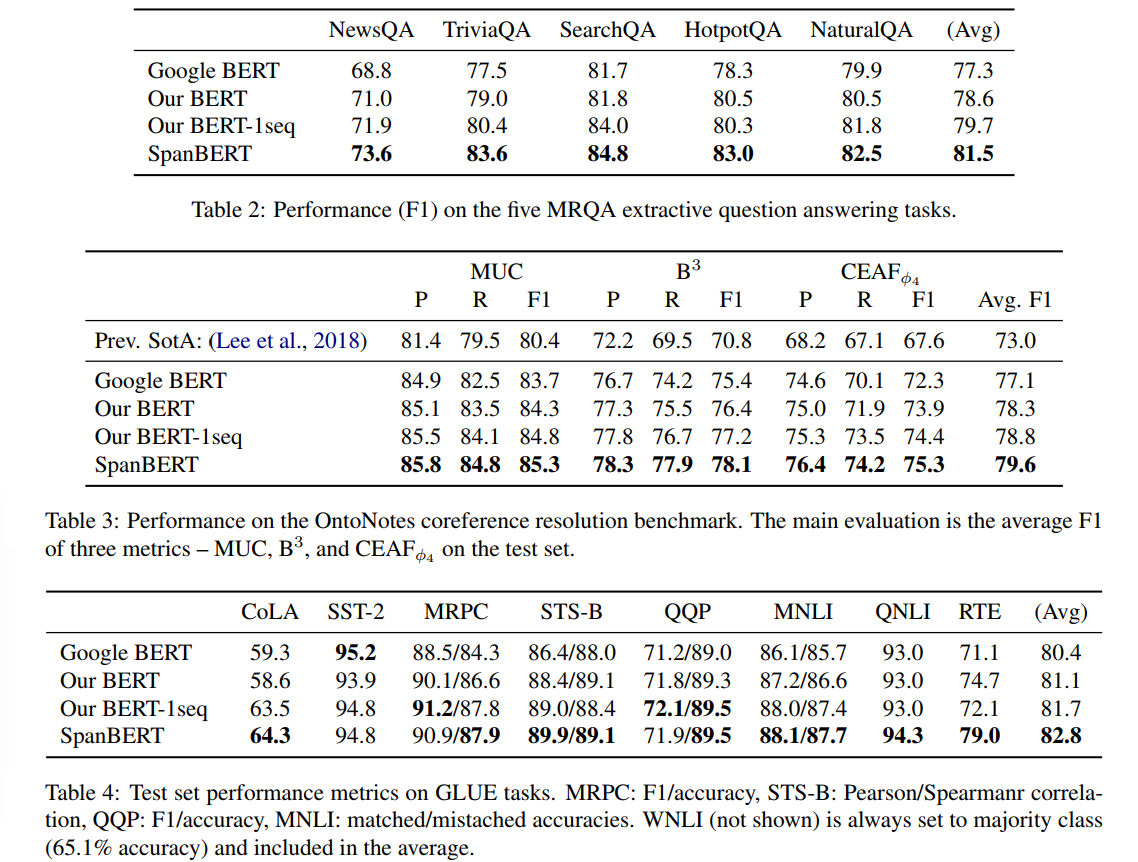 NewsQA TriviaQA SearchQA HotpotQA NaturalQA (Avg)
Google BERT 68.8 77.5 81.7 78.3 79.9 77.3
Our BERT 71.0 79.0 81.8 80.5 80.5 78.6
Our BERT-1seq 71.9 80.4 84.0 80.3 81.8 79.7
SpanBERT 73.6 83.6 84.8 83.0 82.5 81.5
Table 2: Performance (F1) on the five MRQA extractive question answering tasks.
MUC B³ CEAFϕ₄
P R F1 P R F1 P R F1 Avg. F1
Prev. SotA: (Lee et al., 2018) 81.4 79.5 80.4 72.2 69.5 70.8 68.2 67.1 67.6 73.0
Google BERT 84.9 82.5 83.7 76.7 74.2 75.4 74.6 70.1 72.3 77.1
Our BERT 85.1 83.5 84.3 77.3 75.5 76.4 75.0 71.9 73.9 78.3
Our BERT-1seq 85.5 84.1 84.8 77.8 76.7 77.2 75.3 73.5 74.4 78.8
SpanBERT 85.8 84.8 85.3 78.3 77.9 78.1 76.4 74.2 75.3 79.6
Table 3: Performance on the OntoNotes coreference resolution benchmark. The main evaluation is the average F1
of three metrics – MUC, B³, and CEAFϕ₄ on the test set.
CoLA SST-2 MRPC STS-B QQP MNLI QNLI RTE (Avg)
Google BERT 59.3 95.2 88.5/84.3 86.4/88.0 71.2/89.0 86.1/85.7 93.0 71.1 80.4
Our BERT 58.6 93.9 90.1/86.6 88.4/89.1 71.8/89.3 87.2/86.6 93.0 74.7 81.1
Our BERT-1seq 63.5 94.8 91.2/87.8 89.0/88.4 72.1/89.5 88.0/87.4 93.0 72.1 81.7
SpanBERT 64.3 94.8 90.9/87.9 89.9/89.1 71.9/89.5 88.1/87.7 94.3 79.0 82.8
Table 4: Test set performance metrics on GLUE tasks. MRPC: F1/accuracy, STS-B: Pearson/Spearmanr correla-
tion, QQP: F1/accuracy, MNLI: matched/mistached accuracies. WNLI (not shown) is always set to majority class
(65.1% accuracy) and included in the average.